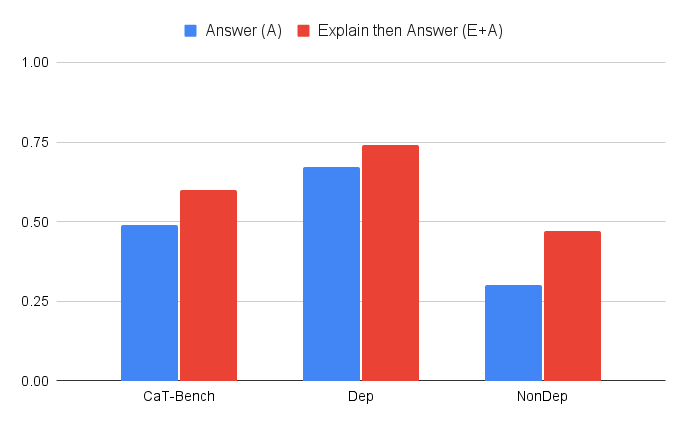 Answer (A) Explain then Answer (E+A)
1.00
0.75
0.50
0.25
0.00
CaT-Bench Dep NonDep